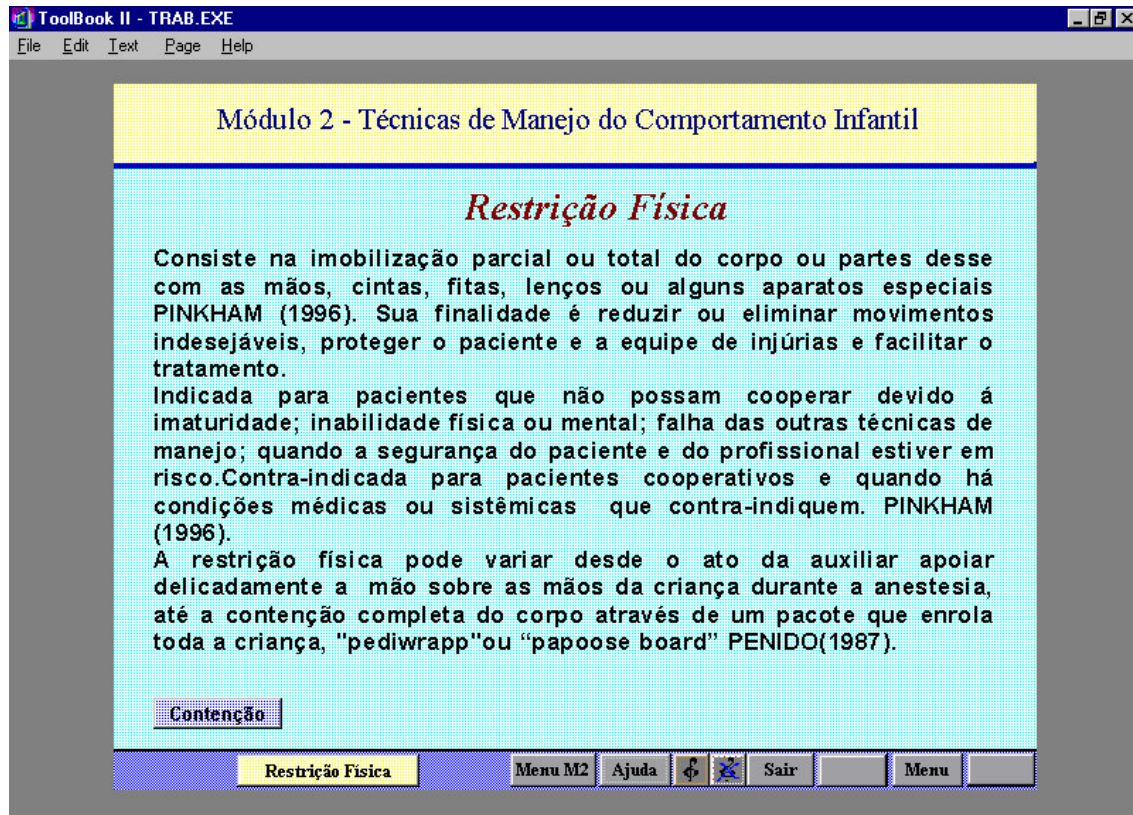 ToolBook II - TRAB.EXE
File Edit Text Page Help
Módulo 2 - Técnicas de Manejo do Comportamento Infantil
Restrição Física
Consiste na imobilização parcial ou total do corpo ou partes desse
com as mãos, cintas, fitas, lenços ou alguns aparatos especiais
PINKHAM (1996). Sua finalidade é reduzir ou eliminar movimentos
indesejáveis, proteger o paciente e a equipe de injúrias e facilitar o
tratamento.
Indicada para pacientes que não possam cooperar devido á
imaturidade; inabilidade física ou mental; falha das outras técnicas de
manejo; quando a segurança do paciente e do profissional estiver em
risco.Contra-indicada para pacientes cooperativos e quando há
condições médicas ou sistêmicas que contra-indiquem. PINKHAM
(1996).
A restrição física pode variar desde o ato da auxiliar apoiar
delicadamente a mão sobre as mãos da criança durante a anestesia,
até a contenção completa do corpo através de um pacote que enrola
toda a criança, "pediwrapp"ou “papoose board” PENIDO(1987).
Contenção
Restrição Física Menu M2 Ajuda Sair Menu